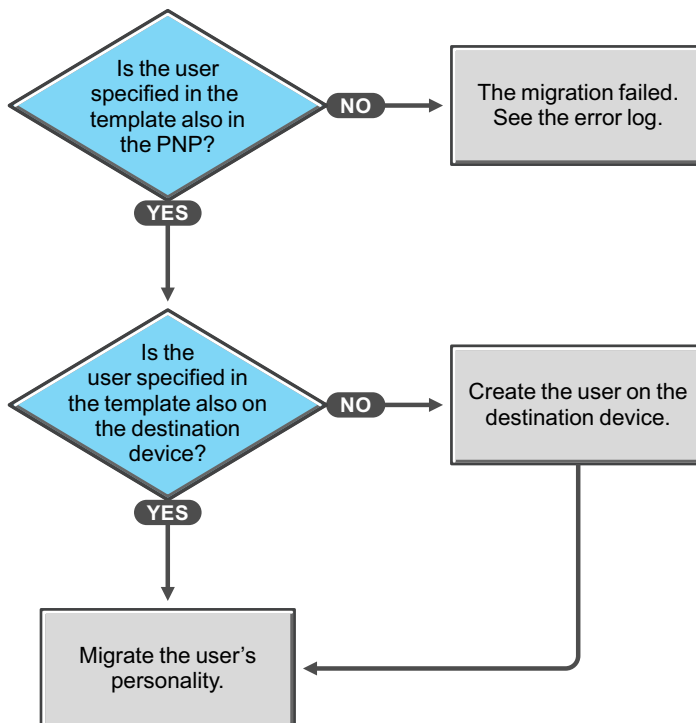 Is the user
specified in the
template also in
the PNP?
NO
The migration failed.
See the error log.
YES
Is the
user specified in
the template also on
the destination
device?
NO
Create the user on the
destination device.
YES
Migrate the user’s
personality.